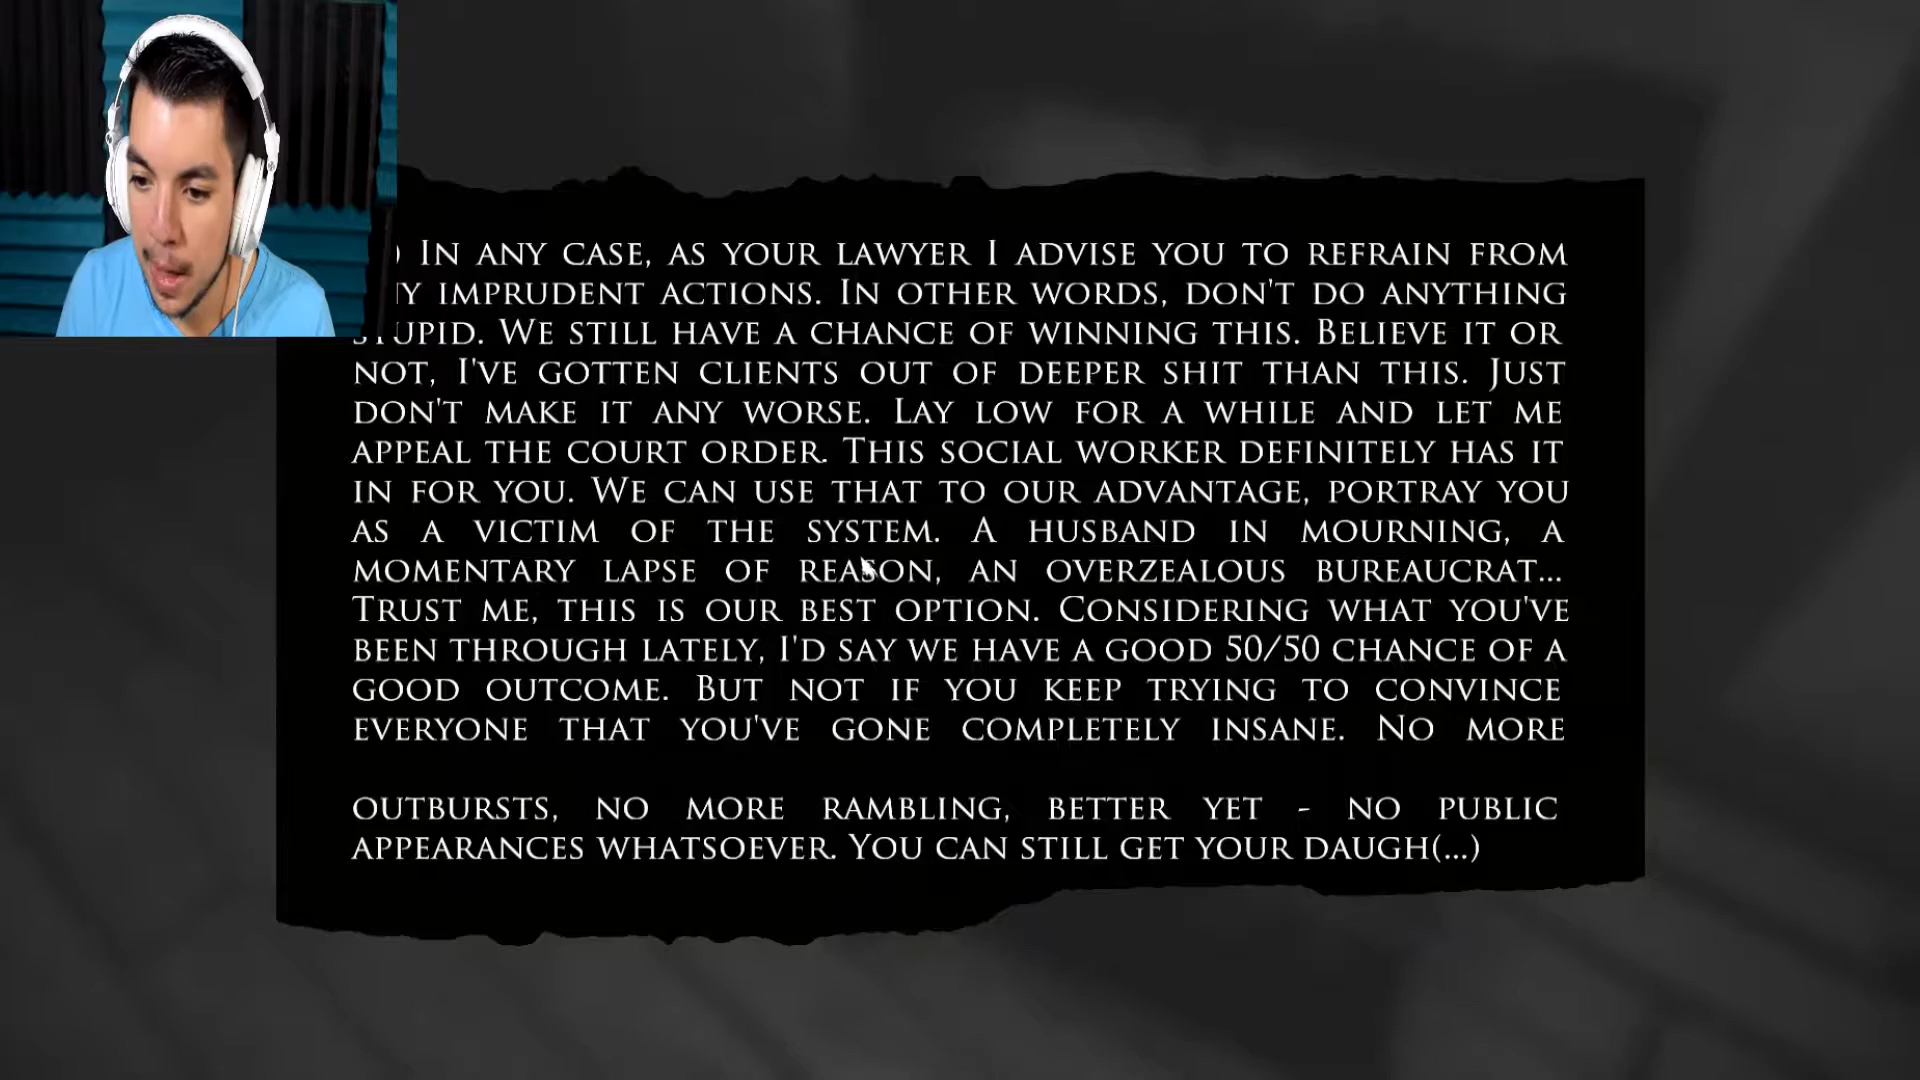 ) In any case, as your lawyer I advise you to refrain from
imprudent actions. In other words, don't do anything
stupid. We still have a chance of winning this. Believe it or
not, I've gotten clients out of deeper shit than this. Just
don't make it any worse. Lay low for a while and let me
appeal the court order. This social worker definitely has it
in for you. We can use that to our advantage, portray you
as a victim of the system. A husband in mourning, a
momentary lapse of reason, an overzealous bureaucrat...
Trust me, this is our best option. Considering what you've
been through lately, I'd say we have a good 50/50 chance of a
good outcome. But not if you keep trying to convince
everyone that you've gone completely insane. No more
outbursts, no more rambling, better yet - no public
appearances whatsoever. You can still get your daugh(...)